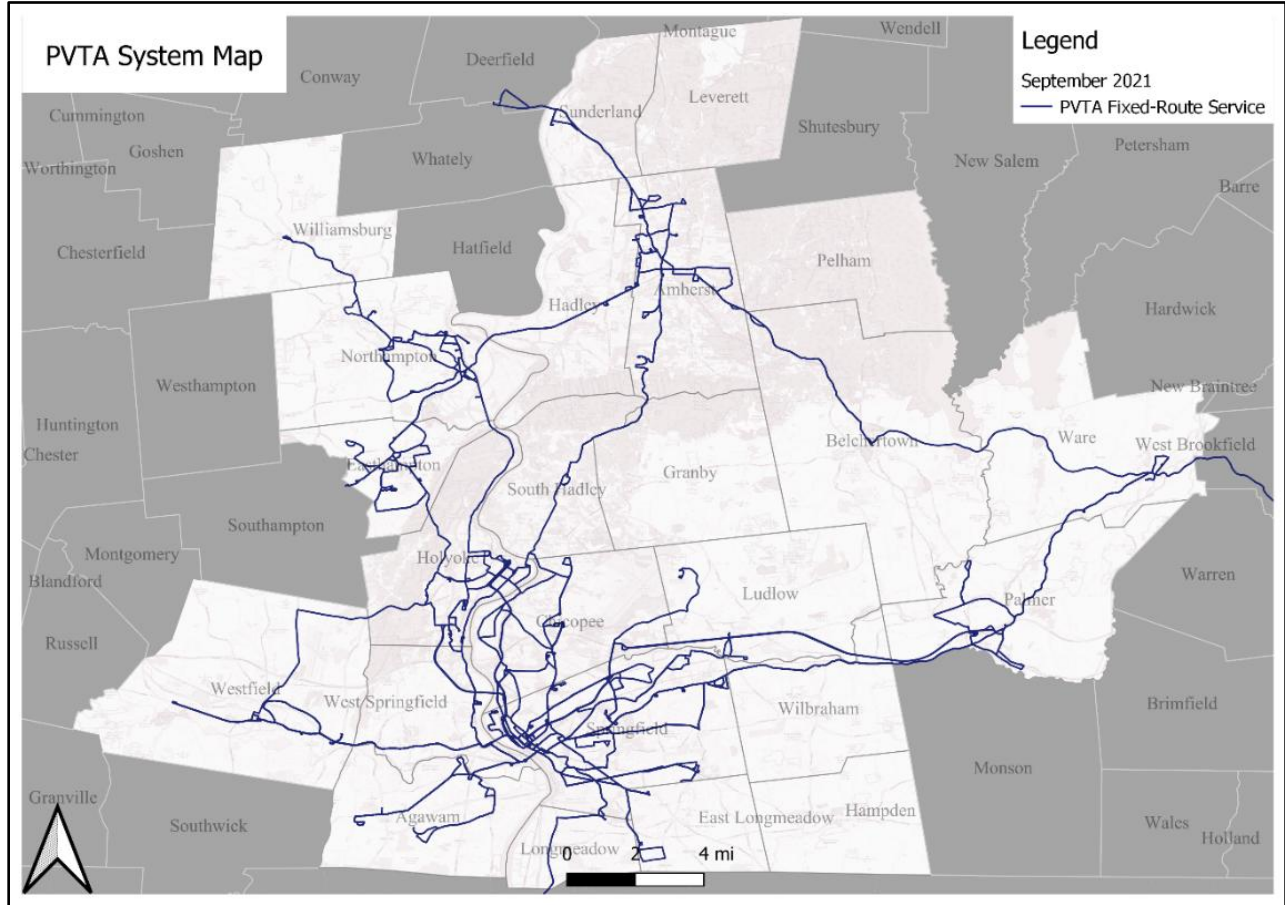 PVTA System Map
Legend
September 2021
PVTA Fixed-Route Service
Montague
Wendell
Deerfield
Conway
Leverett
Cummington
Sunderland
Shutesbury
Goshen
Whately
New Salem
Petersham
Worthington
Barre
Williamsburg
Chesterfield
Hatfield
Pelham
Amherst
Hadley
Hardwick
Northampton
Westhampton
New Braintree
Huntington
Ware
West Brookfield
Chester
Belchertown
Easthampton
Granby
South Hadley
Southampton
Holyoke
Montgomery
Blandford
Warren
Ludlow
Palmer
Chicopee
Russell
Westfield
West Springfield
Wilbraham
Brimfield
Springfield
Monson
Granville
Hampden
Agawam
East Longmeadow
Southwick
Wales
Holland
Longmeadow
0 2 4 mi